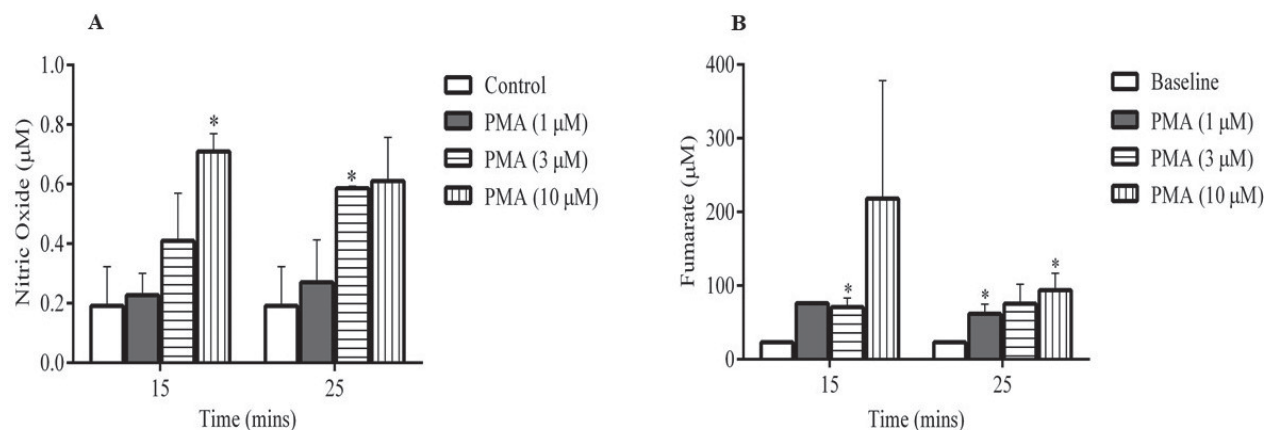 A
Nitric Oxide (μM)
1.0
0.8
0.6
0.4
0.2
0.0
*
*
15
25
Time (mins)
Control
PMA (1 μM)
PMA (3 μM)
PMA (10 μM)
B
Fumarate (μM)
400
300
200
100
0
*
*
*
15
25
Time (mins)
Baseline
PMA (1 μM)
PMA (3 μM)
PMA (10 μM)